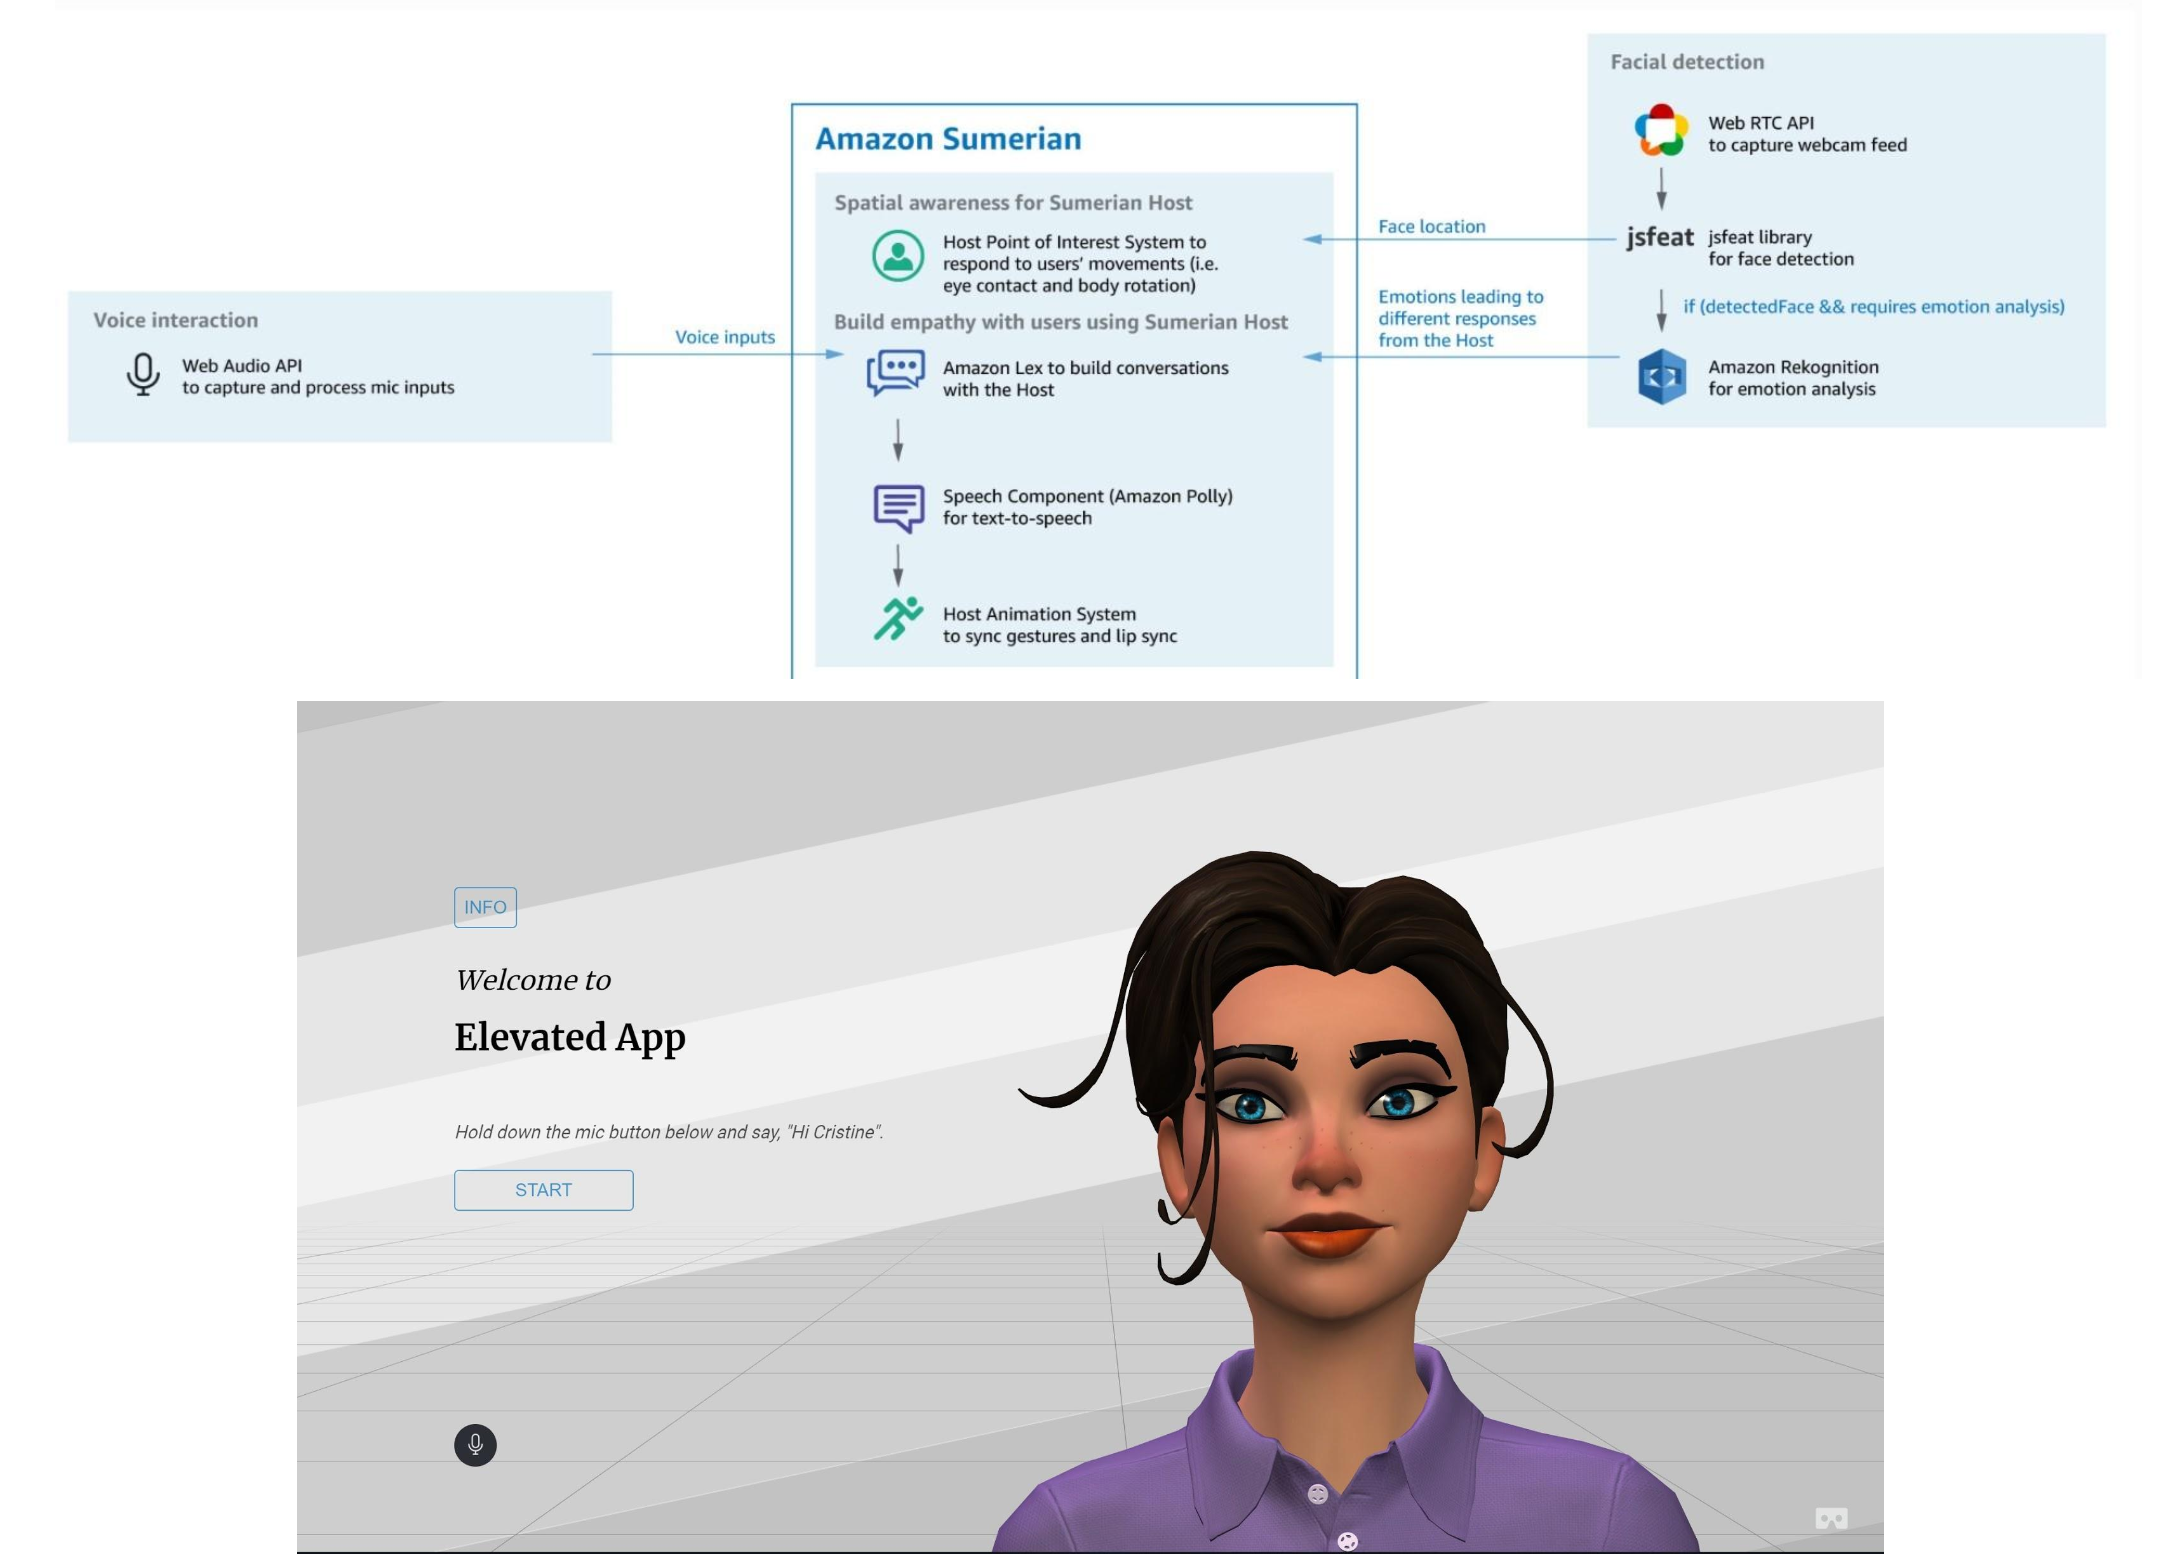 Facial detection
Web RTC API
to capture webcam feed
jsfeat
jsfeat library
for face detection
if (detectedFace && requires emotion analysis)
Amazon Rekognition
for emotion analysis
Amazon Sumerian
Spatial awareness for Sumerian Host
Host Point of Interest System to
respond to users' movements (i.e.
eye contact and body rotation)
Build empathy with users using Sumerian Host
Amazon Lex to build conversations
with the Host
Speech Component (Amazon Polly)
for text-to-speech
Host Animation System
to sync gestures and lip sync
Face location
Emotions leading to
different responses
from the Host
Voice interaction
Web Audio API
to capture and process mic inputs
Voice inputs
INFO
Welcome to
Elevated App
Hold down the mic button below and say, "Hi Cristine".
START